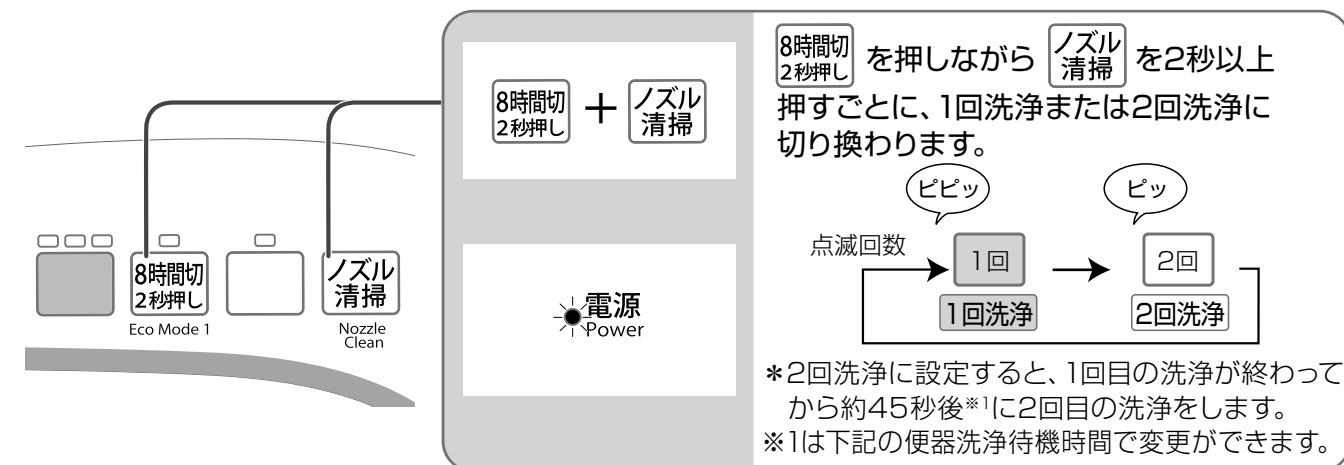 8時間切
2秒押し
Eco Mode 1
ノズル
清掃
Nozzle
Clean
8時間切
2秒押し
＋
ノズル
清掃
電源
Power
8時間切 2秒押し を押しながら ノズル 清掃 を2秒以上
押すごとに、1回洗浄または2回洗浄に
切り換わります。
ピピッ
ピッ
点滅回数
1回
2回
1回洗浄
2回洗浄
＊2回洗浄に設定すると、1回目の洗浄が終わって
から約45秒後※1に2回目の洗浄をします。
※1は下記の便器洗浄待機時間で変更ができます。